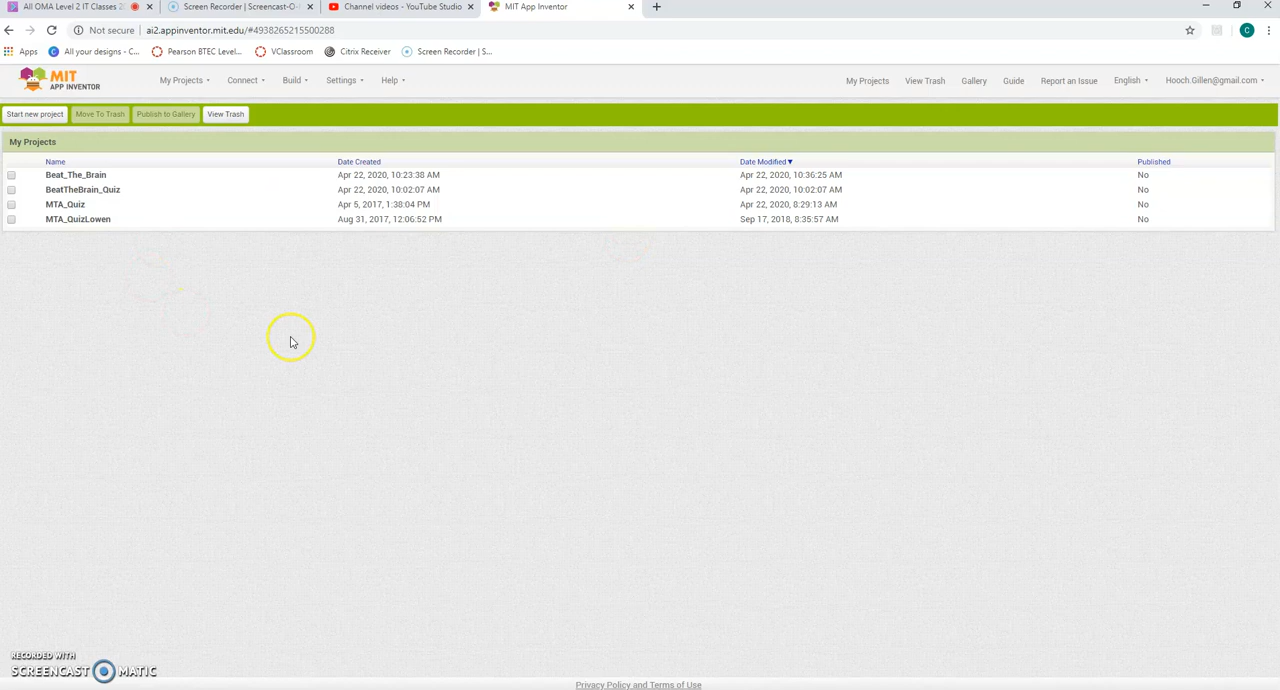 All OMA Level 2 IT Classes 2
Screen Recorder | Screencast-O-
Channel videos - YouTube Studio
MIT App Inventor
Not secure | ai2.appinventor.mit.edu/#4938265215500288
C
Apps
All your designs - C...
Pearson BTEC Level...
VClassroom
Citrix Receiver
Screen Recorder | S...
MIT
APP INVENTOR
My Projects
Connect
Build
Settings
Help
My Projects
View Trash
Gallery
Guide
Report an Issue
English
Hooch.Gillen@gmail.com
Start new project
Move To Trash
Publish to Gallery
View Trash
My Projects
Name Date Created Date Modified▼ Published
Beat_The_Brain Apr 22, 2020, 10:23:38 AM Apr 22, 2020, 10:36:25 AM No
BeatTheBrain_Quiz Apr 22, 2020, 10:02:07 AM Apr 22, 2020, 10:02:07 AM No
MTA_Quiz Apr 5, 2017, 1:38:04 PM Apr 22, 2020, 8:29:13 AM No
MTA_QuizLowen Aug 31, 2017, 12:06:52 PM Sep 17, 2018, 8:35:57 AM No
RECORDED WITH
SCREENCAST MATIC
Privacy Policy and Terms of Use